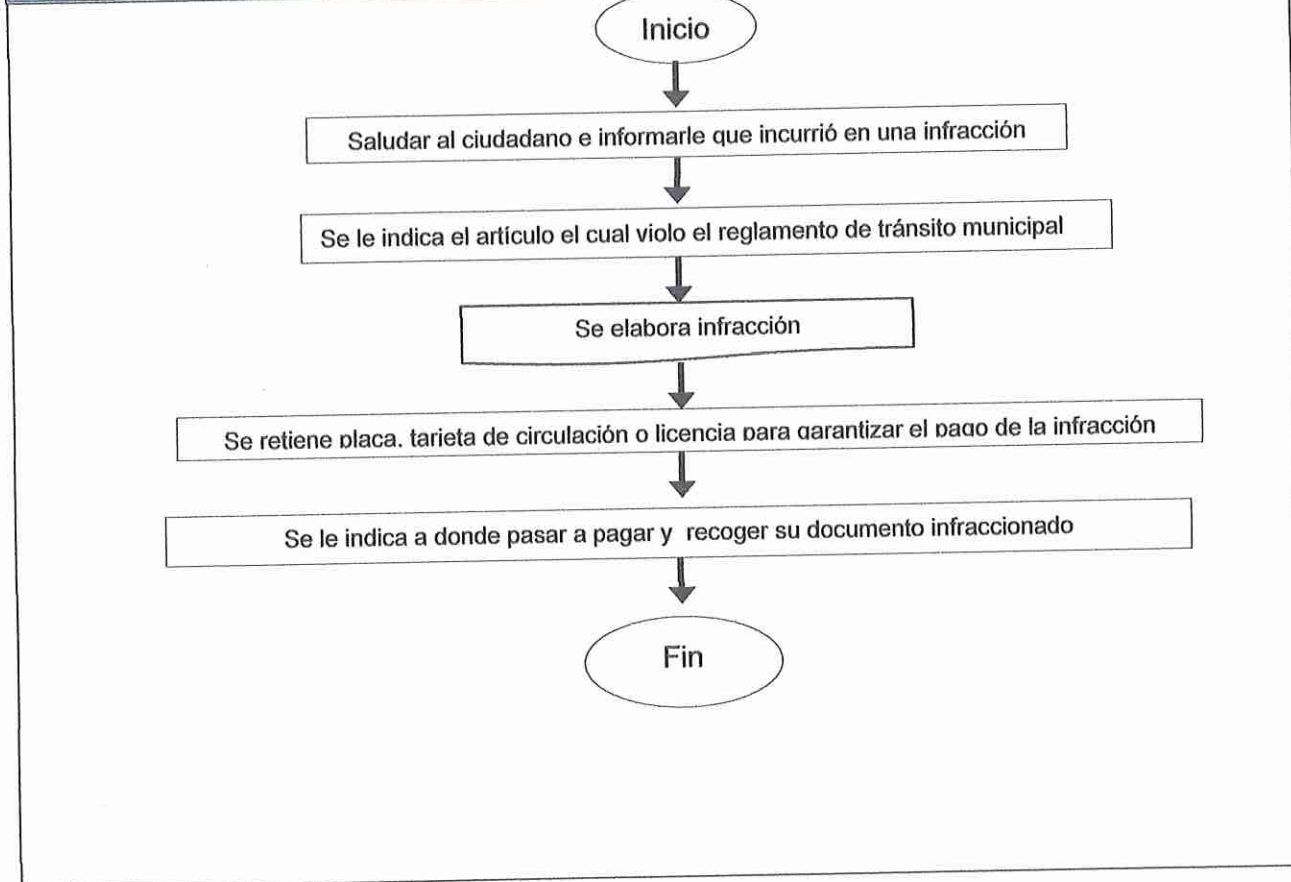 Inicio
Saludar al ciudadano e informarle que incurrió en una infracción
Se le indica el artículo el cual violo el reglamento de tránsito municipal
Se elabora infracción
Se retiene placa, tarjeta de circulación o licencia para garantizar el pago de la infracción
Se le indica a donde pasar a pagar y recoger su documento infraccionado
Fin